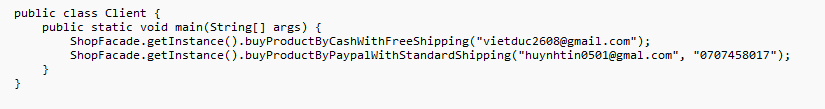 public class Client {
    public static void main(String[] args) {
        ShopFacade.getInstance().buyProductByCashWithFreeShipping("vietduc2608@gmail.com");
        ShopFacade.getInstance().buyProductByPaypalWithStandardShipping("huynhtin0501@gmal.com", "0707458017");
    }
}